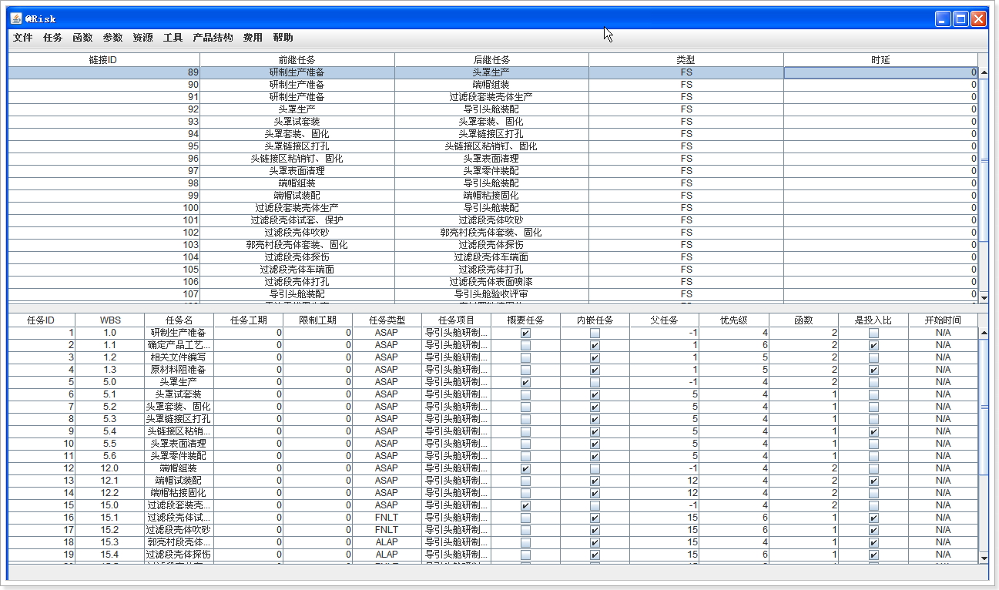 @Risk
文件 任务 函数 参数 资源 工具 产品结构 费用 帮助
链接ID 前继任务 后继任务 类型 时延
89 研制生产准备 头罩生产 FS 0
90 研制生产准备 端帽组装 FS 0
91 研制生产准备 过滤段套装壳体生产 FS 0
92 头罩生产 导引头舱装配 FS 0
93 头罩试套装 头罩套装、固化 FS 0
94 头罩套装、固化 头罩链接区打孔 FS 0
95 头罩链接区打孔 头链接区粘销钉、固化 FS 0
96 头链接区粘销钉、固化 头罩表面清理 FS 0
97 头罩表面清理 头罩零件装配 FS 0
98 端帽组装 导引头舱装配 FS 0
99 端帽试装配 端帽粘接固化 FS 0
100 过滤段套装壳体生产 导引头舱装配 FS 0
101 过滤段壳体试套、保护 过滤段壳体吹砂 FS 0
102 过滤段壳体吹砂 郭亮村段壳体套装、固化 FS 0
103 郭亮村段壳体套装、固化 过滤段壳体探伤 FS 0
104 过滤段壳体探伤 过滤段壳体车端面 FS 0
105 过滤段壳体车端面 过滤段壳体打孔 FS 0
106 过滤段壳体打孔 过滤段壳体表面喷漆 FS 0
107 导引头舱装配 导引头舱验收评审 FS 0
任务ID WBS 任务名 任务工期 限制工期 任务类型 任务项目 概要任务 内嵌任务 父任务 优先级 函数 是投入比 开始时间
1 1.0 研制生产准备 0 0 ASAP 导引头舱研制... -1 4 2 N/A
2 1.1 确定产品工艺... 0 0 ASAP 导引头舱研制... 1 6 2 N/A
3 1.2 相关文件编写 0 0 ASAP 导引头舱研制... 1 5 2 N/A
4 1.3 原材料阻准备 0 0 ASAP 导引头舱研制... 1 5 2 N/A
5 5.0 头罩生产 0 0 ASAP 导引头舱研制... -1 4 2 N/A
6 5.1 头罩试套装 0 0 ASAP 导引头舱研制... 5 4 1 N/A
7 5.2 头罩套装、固化 0 0 ASAP 导引头舱研制... 5 4 1 N/A
8 5.3 头罩链接区打孔 0 0 ASAP 导引头舱研制... 5 4 1 N/A
9 5.4 头链接区粘销... 0 0 ASAP 导引头舱研制... 5 4 1 N/A
10 5.5 头罩表面清理 0 0 ASAP 导引头舱研制... 5 4 1 N/A
11 5.6 头罩零件装配 0 0 ASAP 导引头舱研制... 5 4 1 N/A
12 12.0 端帽组装 0 0 ASAP 导引头舱研制... -1 4 2 N/A
13 12.1 端帽试装配 0 0 ASAP 导引头舱研制... 12 4 2 N/A
14 12.2 端帽粘接固化 0 0 ASAP 导引头舱研制... 12 4 2 N/A
15 15.0 过滤段套装壳... 0 0 ASAP 导引头舱研制... -1 4 2 N/A
16 15.1 过滤段壳体试... 0 0 FNLT 导引头舱研制... 15 6 1 N/A
17 15.2 过滤段壳体吹砂 0 0 FNLT 导引头舱研制... 15 6 1 N/A
18 15.3 郭亮村段壳体... 0 0 ALAP 导引头舱研制... 15 4 1 N/A
19 15.4 过滤段壳体探伤 0 0 ALAP 导引头舱研制... 15 6 1 N/A